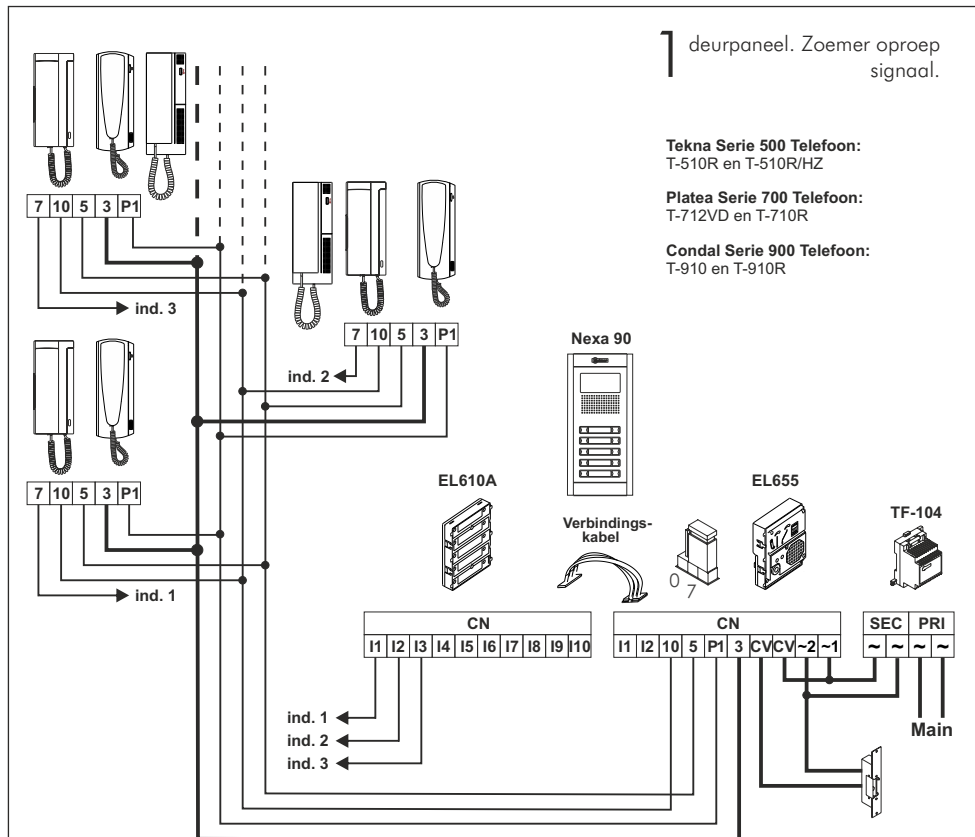 1 deurpaneel. Zoemer oproep
signaal.
Tekna Serie 500 Telefoon:
T-510R en T-510R/HZ
Platea Serie 700 Telefoon:
T-712VD en T-710R
Condal Serie 900 Telefoon:
T-910 en T-910R
7 10 5 3 P1
ind. 3
7 10 5 3 P1
ind. 2
7 10 5 3 P1
ind. 1
Nexa 90
EL610A
Verbindings-
kabel
0
7
EL655
TF-104
CN
I1 I2 I3 I4 I5 I6 I7 I8 I9 I10
ind. 1
ind. 2
ind. 3
CN
I1 I2 10 5 P1 3 CV CV ~2 ~1
SEC PRI
~ ~ ~ ~
Main